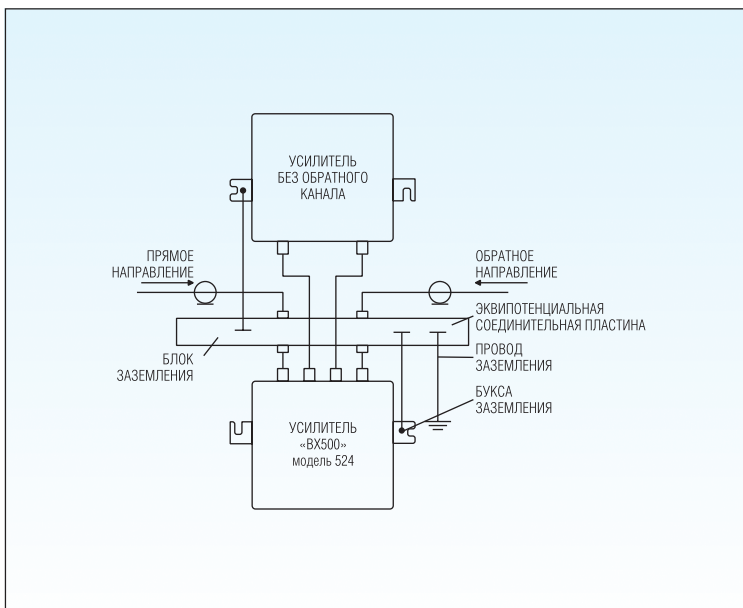 УСИЛИТЕЛЬ
БЕЗ ОБРАТНОГО
КАНАЛА
ПРЯМОЕ
НАПРАВЛЕНИЕ
ОБРАТНОЕ
НАПРАВЛЕНИЕ
ЭКВИПОТЕНЦИАЛЬНАЯ
СОЕДИНИТЕЛЬНАЯ ПЛАСТИНА
БЛОК
ЗАЗЕМЛЕНИЯ
ПРОВОД
ЗАЗЕМЛЕНИЯ
БУКСА
ЗАЗЕМЛЕНИЯ
УСИЛИТЕЛЬ
«BX500»
модель 524